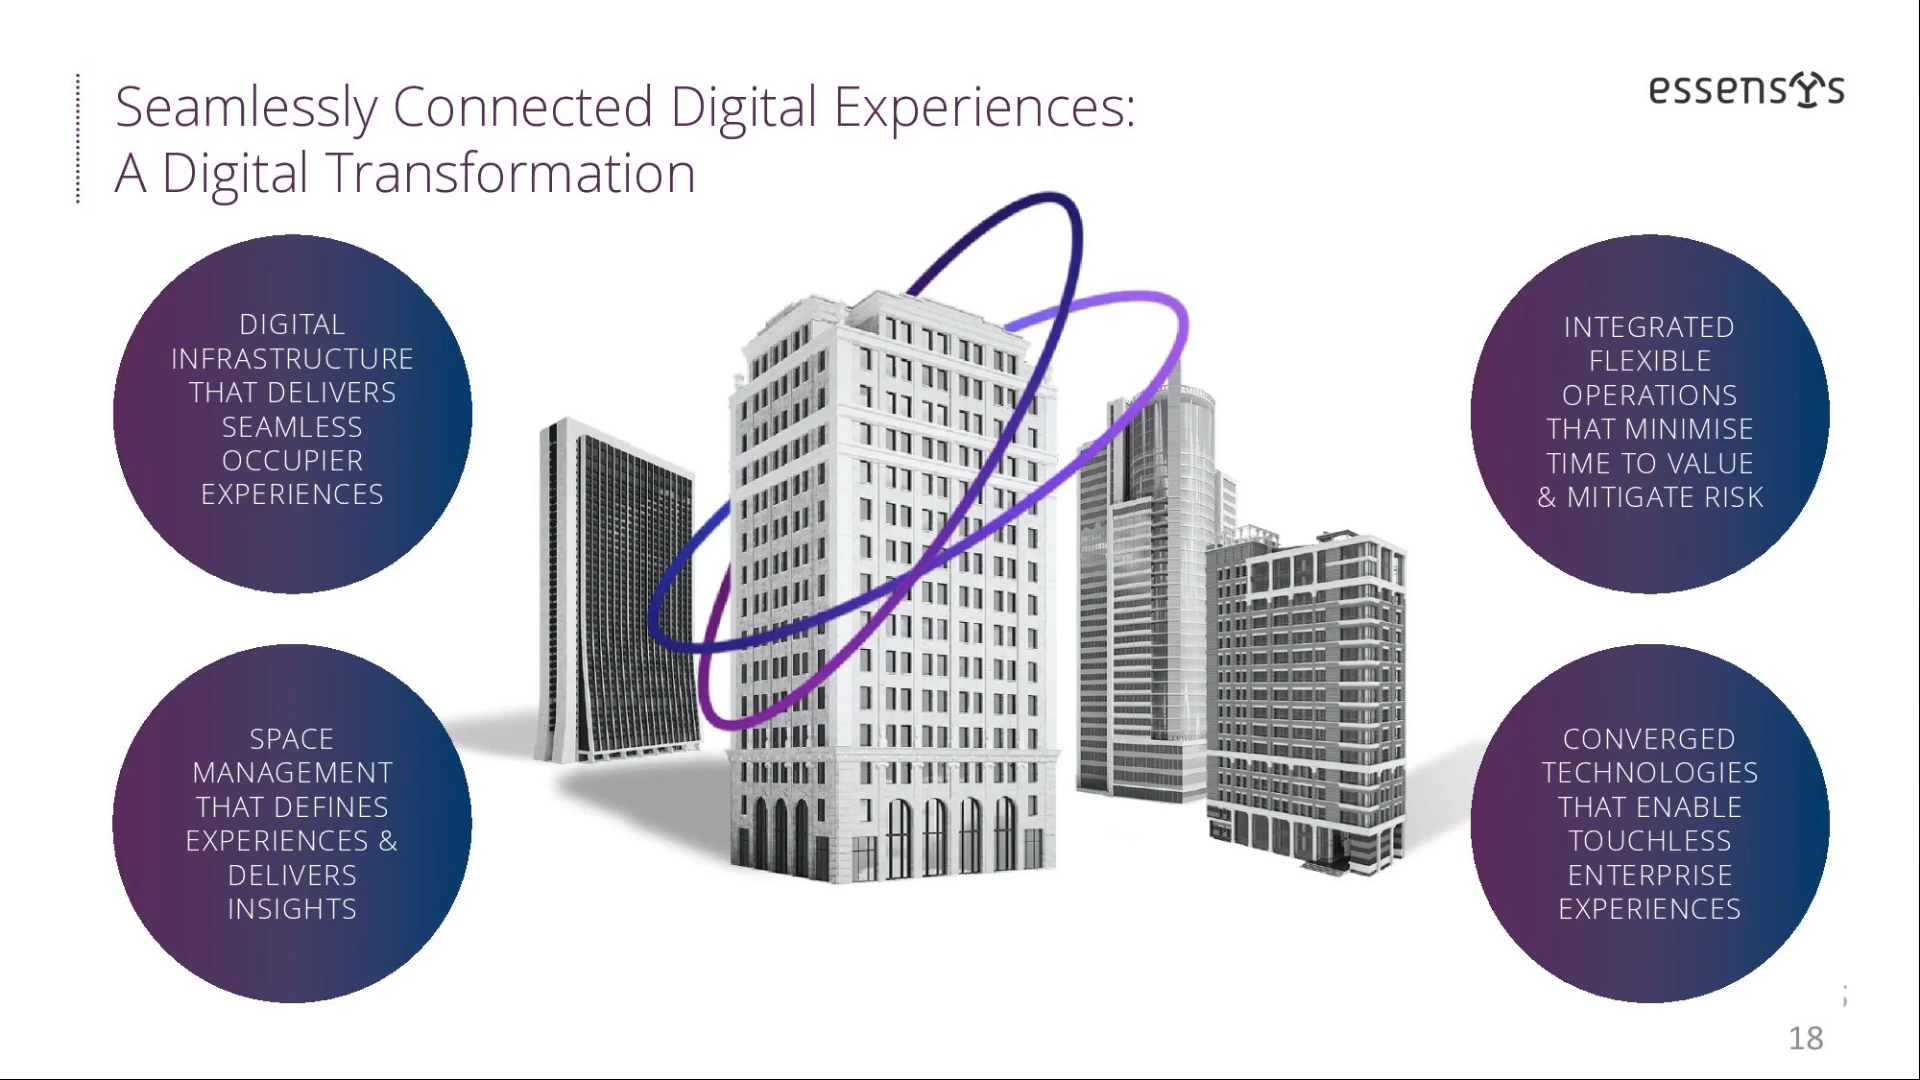 Seamlessly Connected Digital Experiences:
A Digital Transformation
essensys
DIGITAL
INFRASTRUCTURE
THAT DELIVERS
SEAMLESS
OCCUPIER
EXPERIENCES
INTEGRATED
FLEXIBLE
OPERATIONS
THAT MINIMISE
TIME TO VALUE
& MITIGATE RISK
SPACE
MANAGEMENT
THAT DEFINES
EXPERIENCES &
DELIVERS
INSIGHTS
CONVERGED
TECHNOLOGIES
THAT ENABLE
TOUCHLESS
ENTERPRISE
EXPERIENCES
18